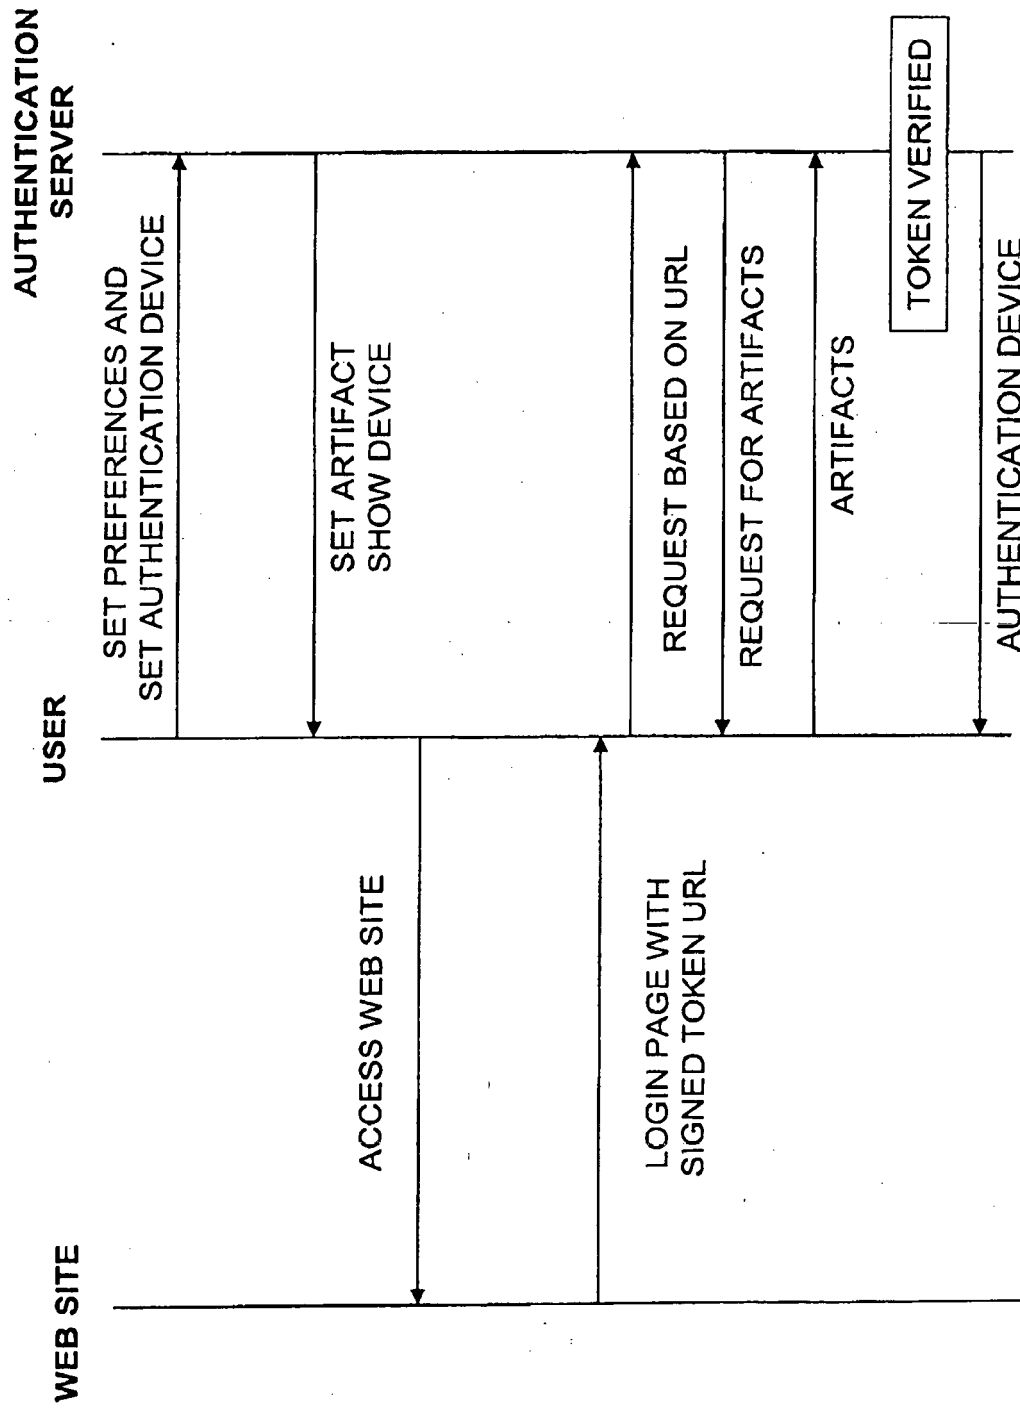 WEB SITE
USER
AUTHENTICATION
SERVER
SET PREFERENCES AND
SET AUTHENTICATION DEVICE
SET ARTIFACT
SHOW DEVICE
ACCESS WEB SITE
LOGIN PAGE WITH
SIGNED TOKEN URL
REQUEST BASED ON URL
REQUEST FOR ARTIFACTS
ARTIFACTS
TOKEN VERIFIED
AUTHENTICATION DEVICE